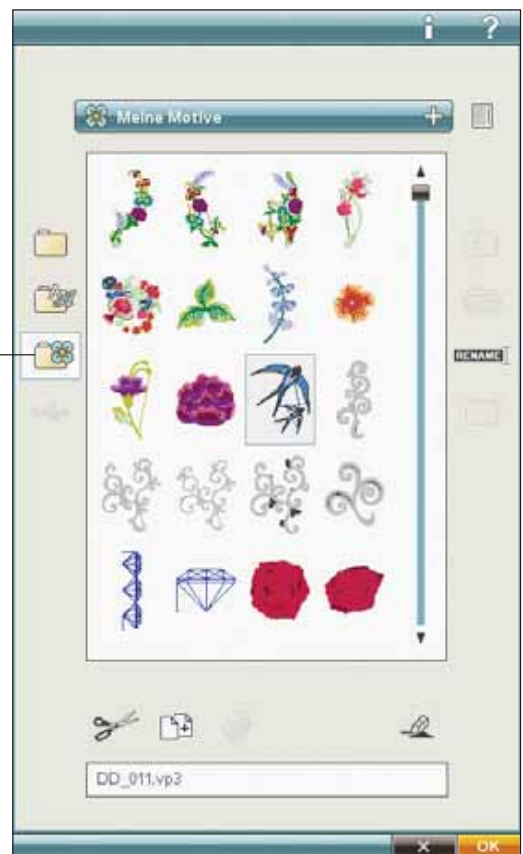 i ?
Meine Motive +
RENAME
DD_011.vp3
X OK